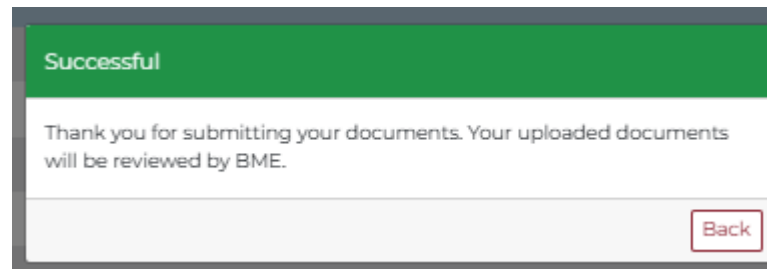 Successful
Thank you for submitting your documents. Your uploaded documents
will be reviewed by BME.
Back